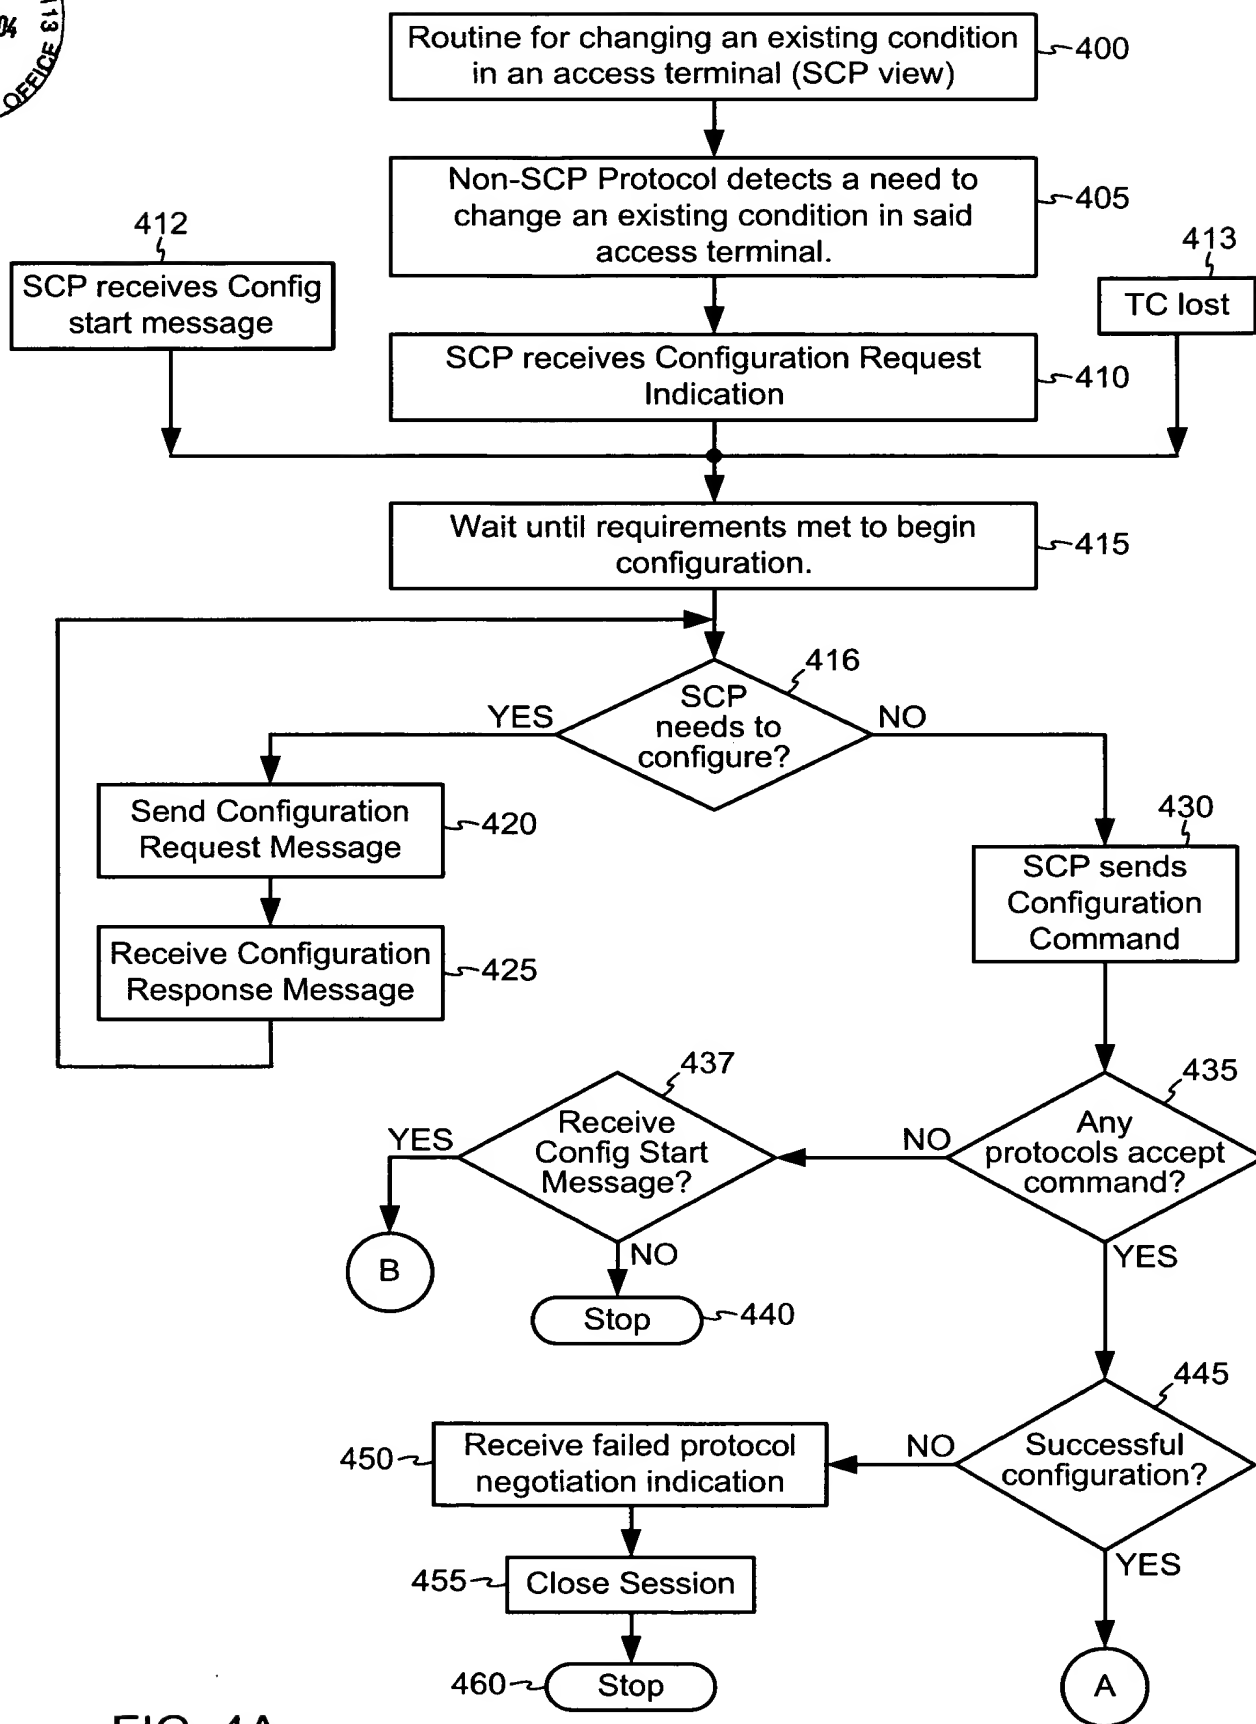 04
113
OFFICE
Routine for changing an existing condition
in an access terminal (SCP view)
400
Non-SCP Protocol detects a need to
change an existing condition in said
access terminal.
405
412
SCP receives Config
start message
413
TC lost
SCP receives Configuration Request
Indication
410
Wait until requirements met to begin
configuration.
415
416
SCP
needs to
configure?
YES
NO
Send Configuration
Request Message
420
430
SCP sends
Configuration
Command
Receive Configuration
Response Message
425
437
Receive
Config Start
Message?
YES
NO
435
Any
protocols accept
command?
NO
YES
B
Stop
440
445
Successful
configuration?
NO
YES
450
Receive failed protocol
negotiation indication
455
Close Session
460
Stop
A
FIG. 4A